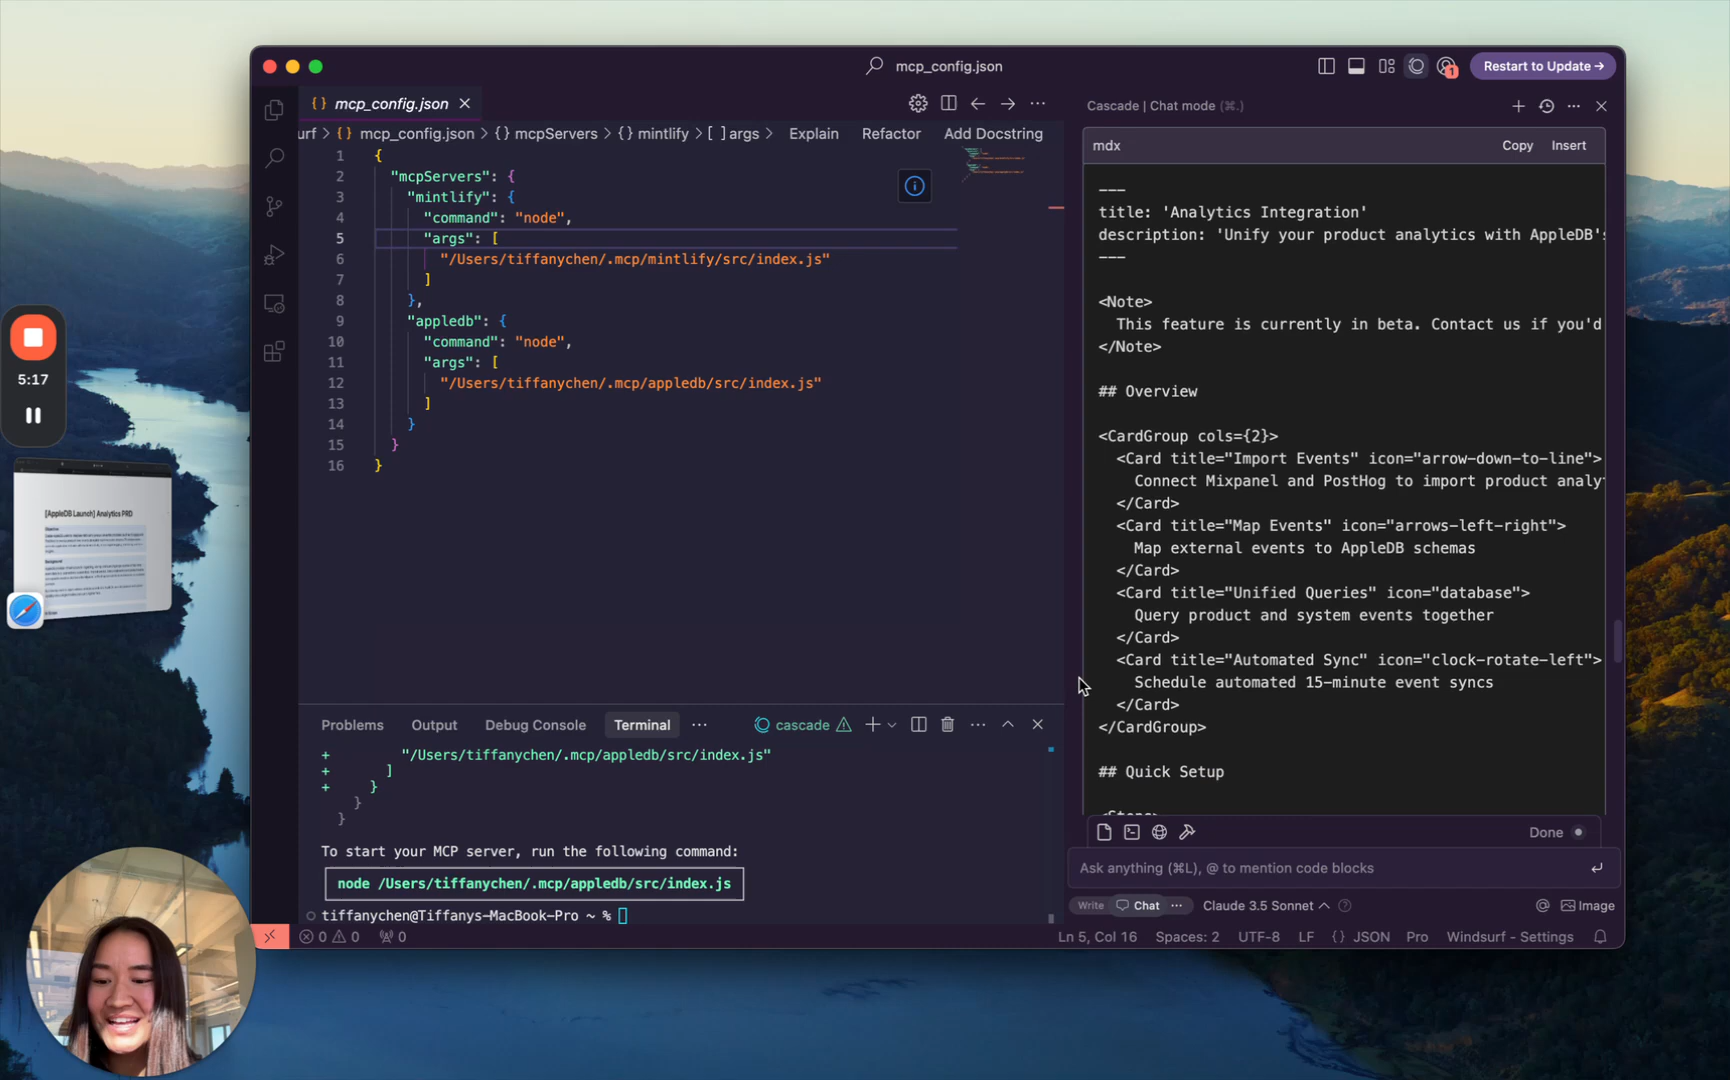 mcp_config.json
Restart to Update →
1
{ } mcp_config.json ×
Cascade | Chat mode (⌘.)
urf > { } mcp_config.json > { } mcpServers > { } mintlify > [ ] args > Explain Refactor Add Docstring
1 {
2 "mcpServers": {
3 "mintlify": {
4 "command": "node",
5 "args": [
6 "/Users/tiffanychen/.mcp/mintlify/src/index.js"
7 ]
8 },
9 "appledb": {
10 "command": "node",
11 "args": [
12 "/Users/tiffanychen/.mcp/appledb/src/index.js"
13 ]
14 }
15 }
16 }
mdx Copy Insert
---
title: 'Analytics Integration'
description: 'Unify your product analytics with AppleDB's
---
<Note>
This feature is currently in beta. Contact us if you'd
</Note>
## Overview
<CardGroup cols={2}>
<Card title="Import Events" icon="arrow-down-to-line">
Connect Mixpanel and PostHog to import product analy
</Card>
<Card title="Map Events" icon="arrows-left-right">
Map external events to AppleDB schemas
</Card>
<Card title="Unified Queries" icon="database">
Query product and system events together
</Card>
<Card title="Automated Sync" icon="clock-rotate-left">
Schedule automated 15-minute event syncs
</Card>
</CardGroup>
## Quick Setup
<Steps>
Done
Ask anything (⌘L), @ to mention code blocks
Write Chat ··· Claude 3.5 Sonnet
@ Image
Problems Output Debug Console Terminal ··· cascade
+ "/Users/tiffanychen/.mcp/appledb/src/index.js"
+ ]
+ }
}
}
To start your MCP server, run the following command:
node /Users/tiffanychen/.mcp/appledb/src/index.js
tiffanychen@Tiffanys-MacBook-Pro ~ %
0 0 0
Ln 5, Col 16 Spaces: 2 UTF-8 LF { } JSON Pro Windsurf - Settings
5:17
[AppleDB Launch] Analytics PRD